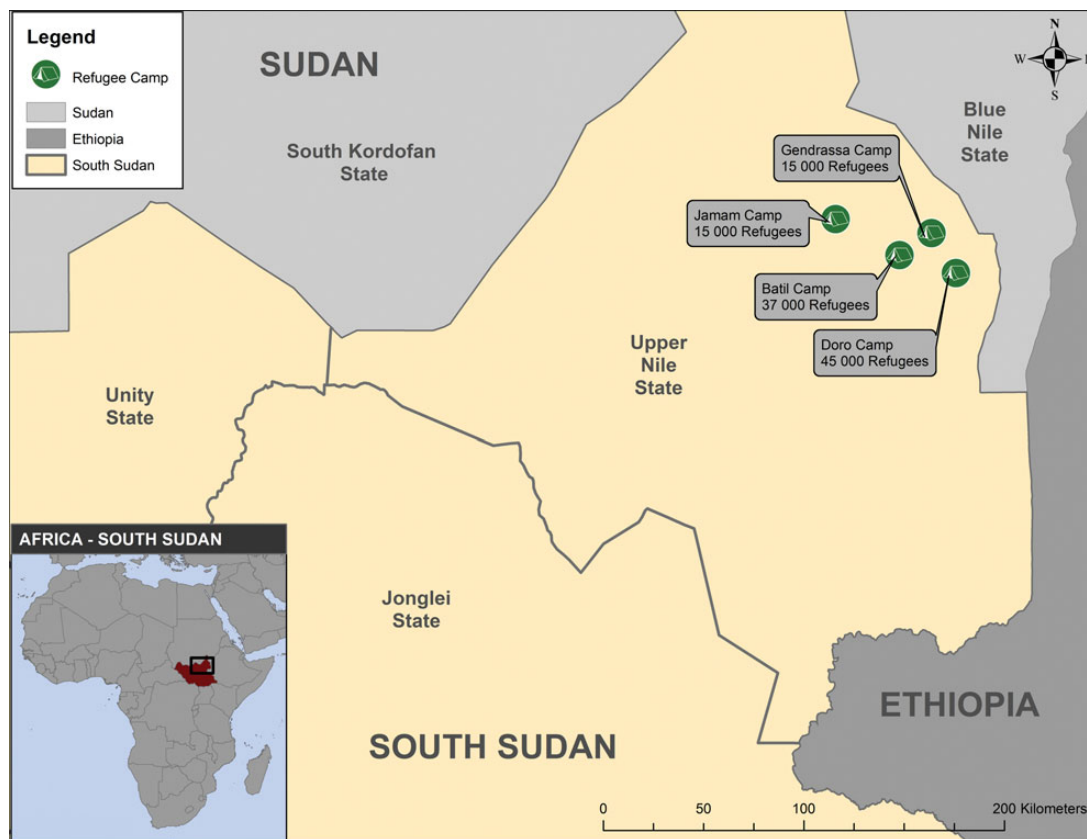 Legend
Refugee Camp
Sudan
Ethiopia
South Sudan
SUDAN
South Kordofan
State
N
W
E
S
Blue
Nile
State
Gendrassa Camp
15 000 Refugees
Jamam Camp
15 000 Refugees
Batil Camp
37 000 Refugees
Doro Camp
45 000 Refugees
Upper
Nile
State
Unity
State
AFRICA - SOUTH SUDAN
Jonglei
State
SOUTH SUDAN
ETHIOPIA
0 50 100 200 Kilometers